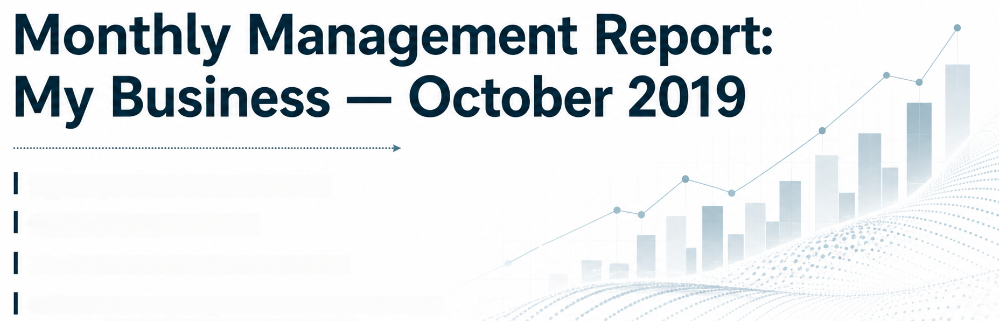 Monthly Management Report:
My Business — October 2019